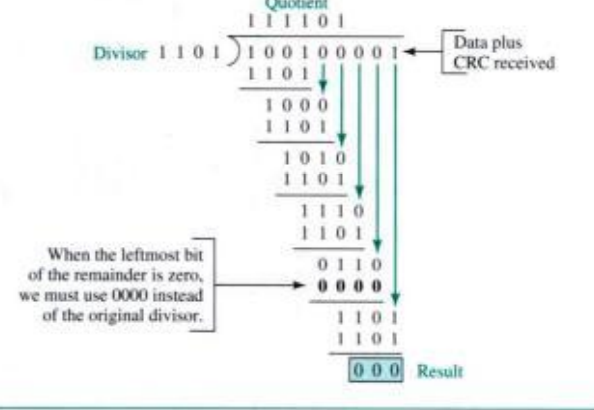 Quotient
1 1 1 1 0 1
Divisor 1 1 0 1 ) 1 0 0 1 0 0 0 0 1
Data plus
CRC received
1 1 0 1
1 0 0 0
1 1 0 1
1 0 1 0
1 1 0 1
1 1 1 0
1 1 0 1
When the leftmost bit
of the remainder is zero,
we must use 0000 instead
of the original divisor.
0 1 1 0
0 0 0 0
1 1 0 1
1 1 0 1
0 0 0 Result